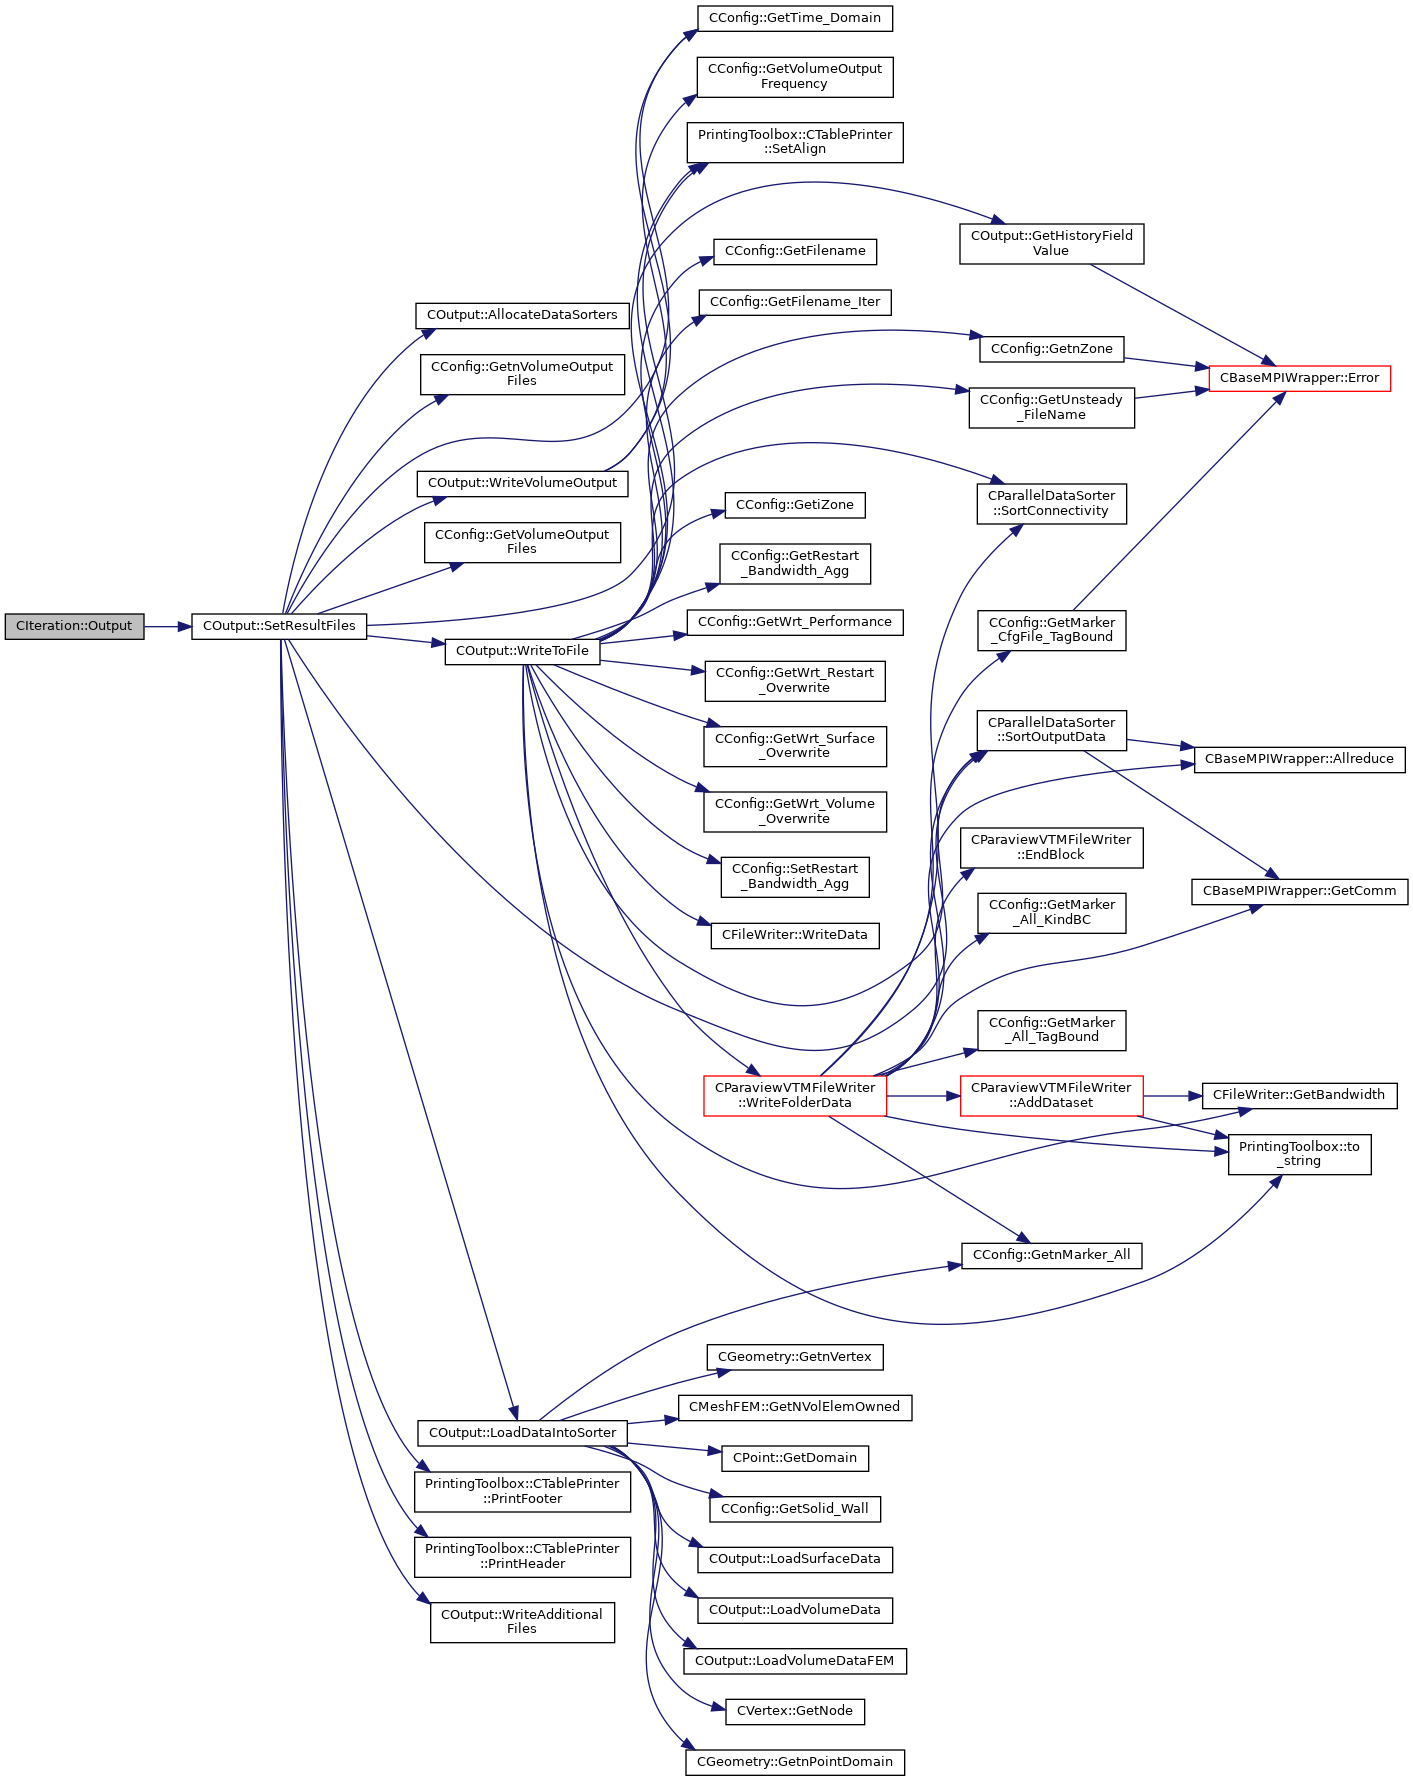 CConfig::GetTime_Domain
CConfig::GetVolumeOutput
Frequency
PrintingToolbox::CTablePrinter
::SetAlign
COutput::GetHistoryField
Value
CConfig::GetFilename
CConfig::GetFilename_Iter
COutput::AllocateDataSorters
CConfig::GetnZone
CConfig::GetnVolumeOutput
Files
CBaseMPIWrapper::Error
CConfig::GetUnsteady
_FileName
COutput::WriteVolumeOutput
CConfig::GetiZone
CParallelDataSorter
::SortConnectivity
CConfig::GetVolumeOutput
Files
CConfig::GetRestart
_Bandwidth_Agg
CIteration::Output
COutput::SetResultFiles
CConfig::GetWrt_Performance
CConfig::GetMarker
_CfgFile_TagBound
COutput::WriteToFile
CConfig::GetWrt_Restart
_Overwrite
CConfig::GetWrt_Surface
_Overwrite
CParallelDataSorter
::SortOutputData
CBaseMPIWrapper::Allreduce
CConfig::GetWrt_Volume
_Overwrite
CParaviewVTMFileWriter
::EndBlock
CConfig::SetRestart
_Bandwidth_Agg
CBaseMPIWrapper::GetComm
CConfig::GetMarker
_All_KindBC
CFileWriter::WriteData
CConfig::GetMarker
_All_TagBound
CParaviewVTMFileWriter
::WriteFolderData
CParaviewVTMFileWriter
::AddDataset
CFileWriter::GetBandwidth
PrintingToolbox::to
_string
CConfig::GetnMarker_All
CGeometry::GetnVertex
CMeshFEM::GetNVolElemOwned
COutput::LoadDataIntoSorter
CPoint::GetDomain
PrintingToolbox::CTablePrinter
::PrintFooter
CConfig::GetSolid_Wall
PrintingToolbox::CTablePrinter
::PrintHeader
COutput::LoadSurfaceData
COutput::LoadVolumeData
COutput::WriteAdditional
Files
COutput::LoadVolumeDataFEM
CVertex::GetNode
CGeometry::GetnPointDomain